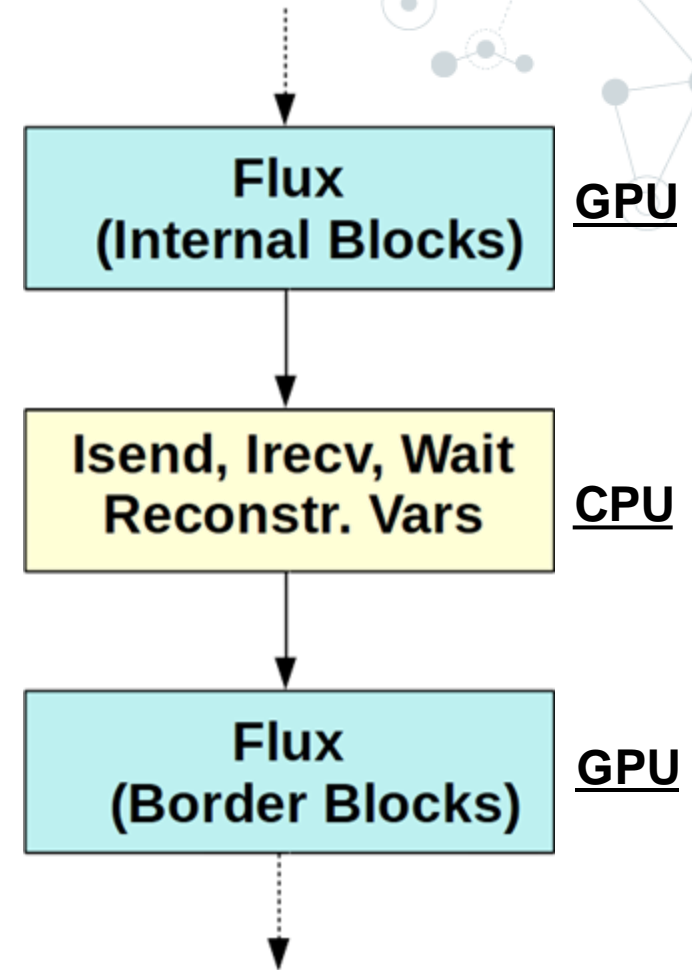 Flux
(Internal Blocks)
GPU
Isend, Irecv, Wait
Reconstr. Vars
CPU
Flux
(Border Blocks)
GPU